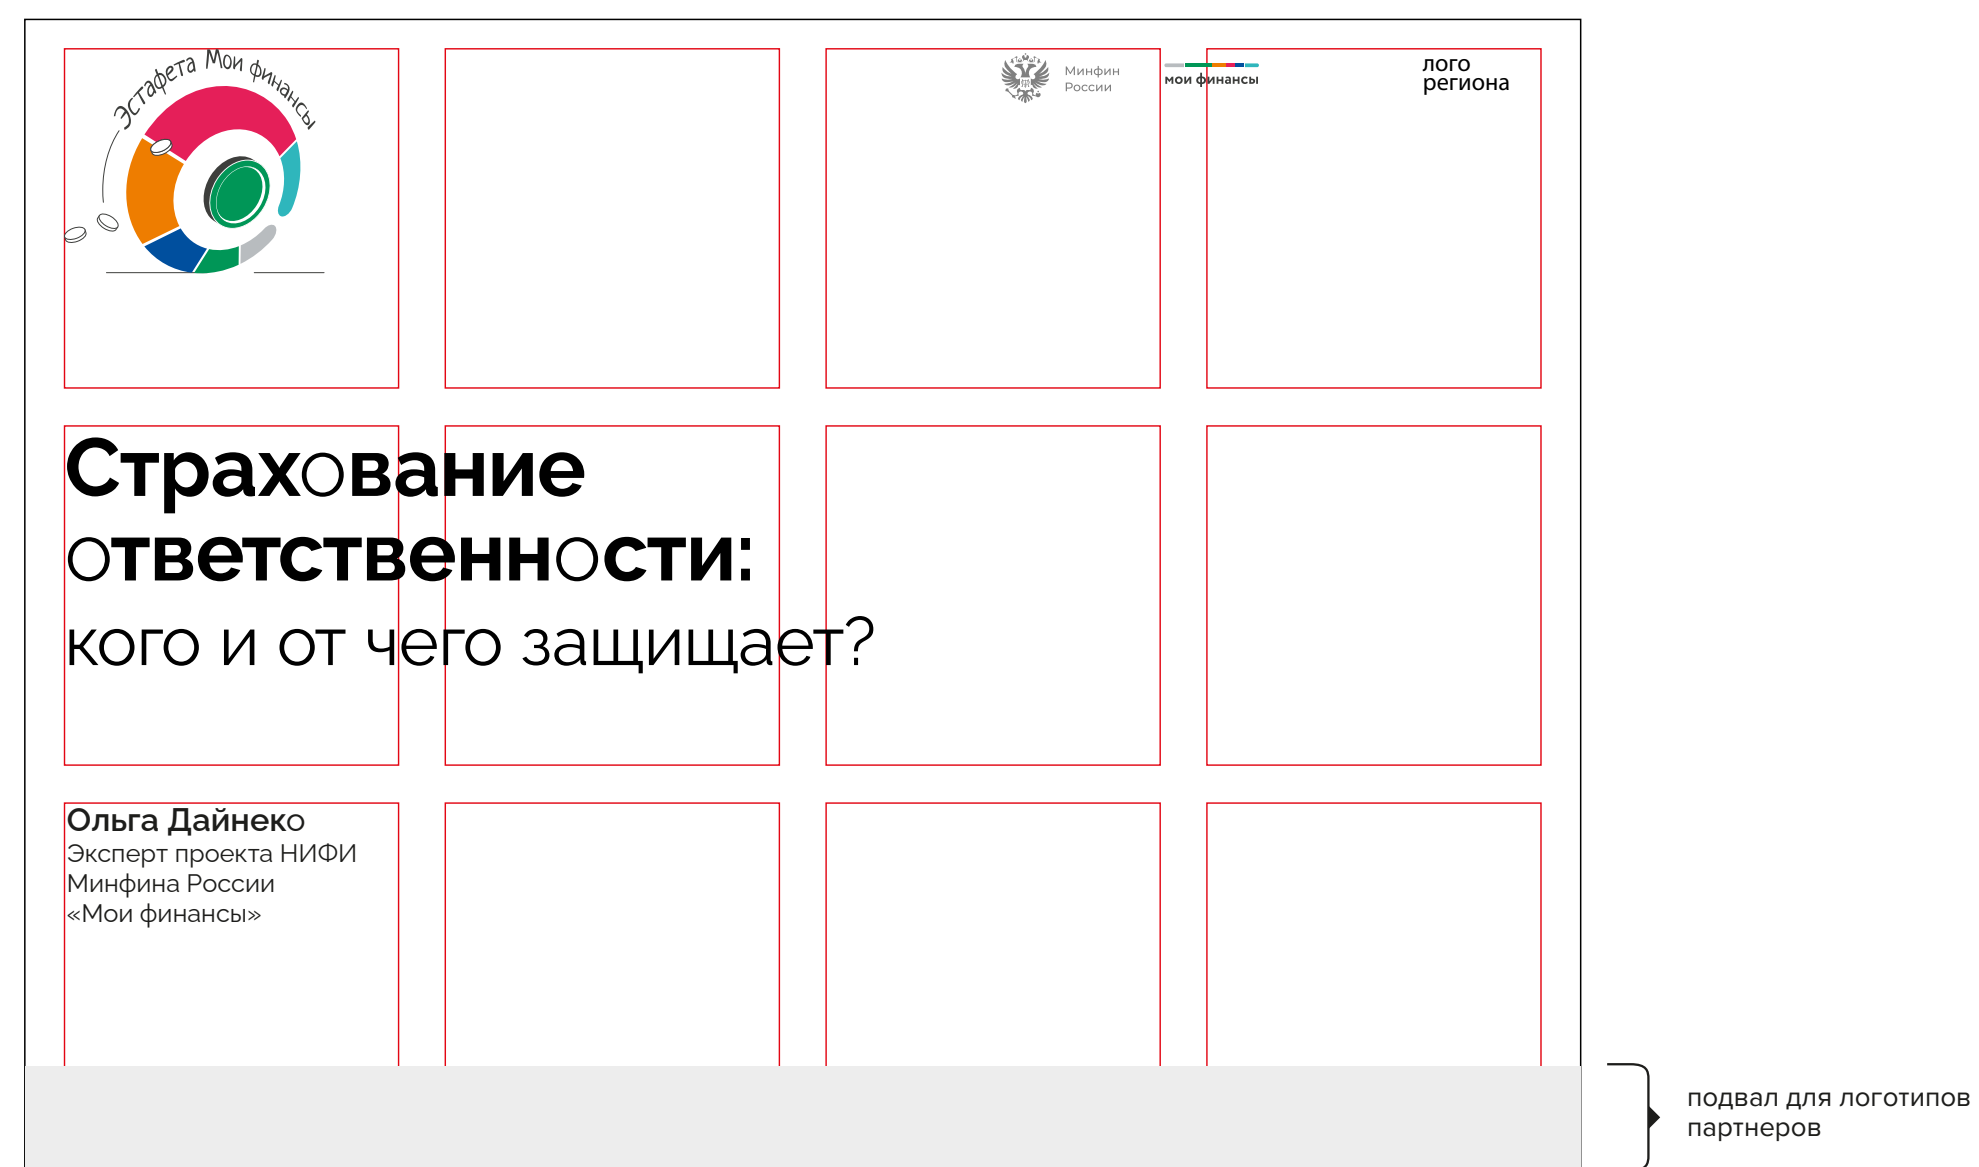 Эстафета Мои финансы
Минфин
России
мои финансы
лого
региона
Страхование
ответственности:
кого и от чего защищает?
Ольга Дайнеко
Эксперт проекта НИФИ
Минфина России
«Мои финансы»
подвал для логотипов
партнеров